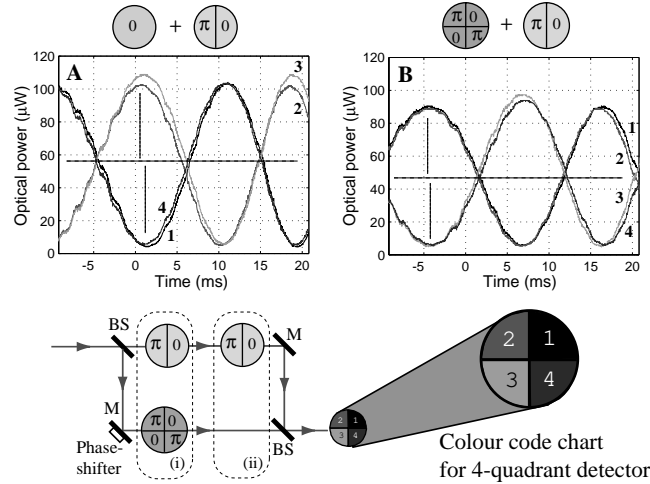 0 + π 0
π 0 0 π + π 0
A 3 2 4 1
Optical power (μW)
120 100 80 60 40 20 0
-5 0 5 10 15 20
Time (ms)
B 1 2 3 4
Optical power (μW)
120 100 80 60 40 20 0
-5 0 5 10 15 20
Time (ms)
BS π 0 π 0 M
M π 0 0 π BS
Phase-
shifter
(i) (ii)
2 1 3 4
2 1
3 4
Colour code chart
for 4-quadrant detector